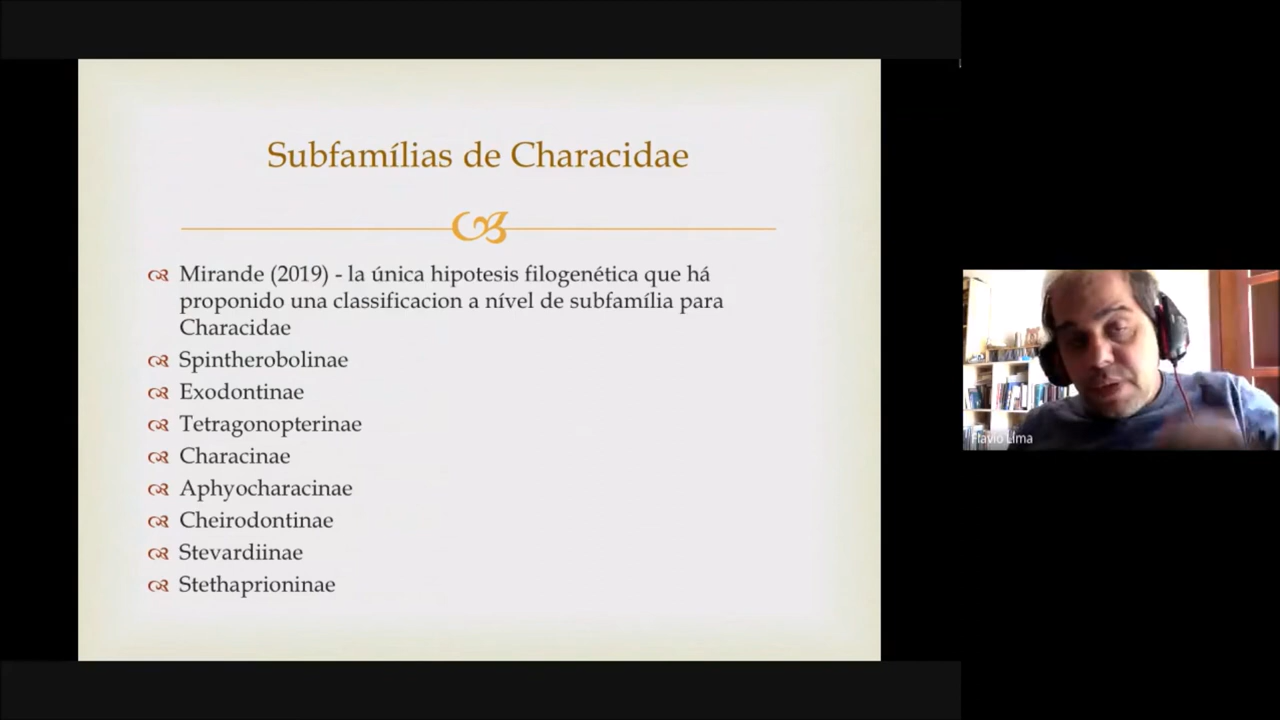 Subfamílias de Characidae
Mirande (2019) - la única hipotesis filogenética que há
proponido una classificacion a nível de subfamília para
Characidae
Spintherobolinae
Exodontinae
Tetragonopterinae
Characinae
Aphyocharacinae
Cheirodontinae
Stevardiinae
Stethaprioninae
Flávio Lima